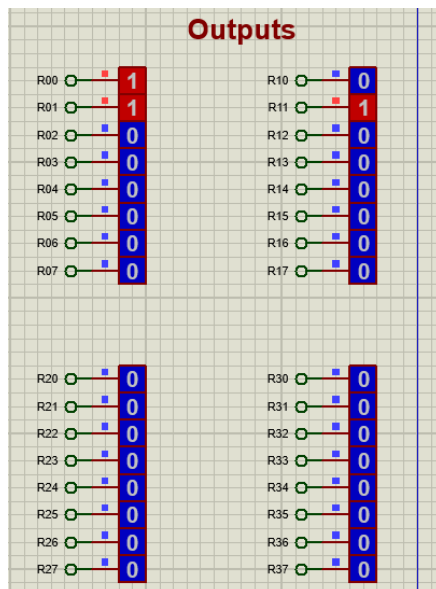 Outputs
R00 1 R10 0
R01 1 R11 1
R02 0 R12 0
R03 0 R13 0
R04 0 R14 0
R05 0 R15 0
R06 0 R16 0
R07 0 R17 0
R20 0 R30 0
R21 0 R31 0
R22 0 R32 0
R23 0 R33 0
R24 0 R34 0
R25 0 R35 0
R26 0 R36 0
R27 0 R37 0